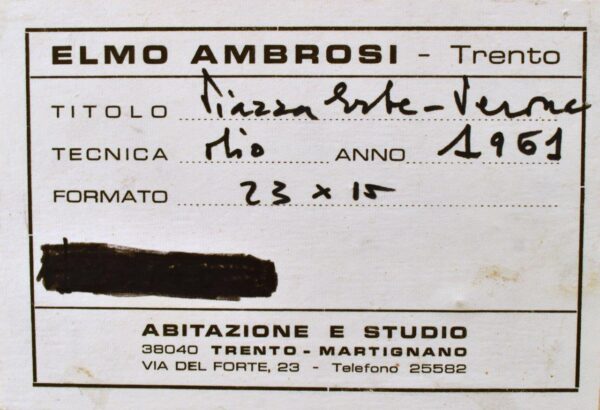 ELMO AMBROSI - Trento
TITOLO Piazza Erbe - Verona
TECNICA olio ANNO 1961
FORMATO 23 x 15
ABITAZIONE E STUDIO
38040 TRENTO - MARTIGNANO
VIA DEL FORTE, 23 - Telefono 25582